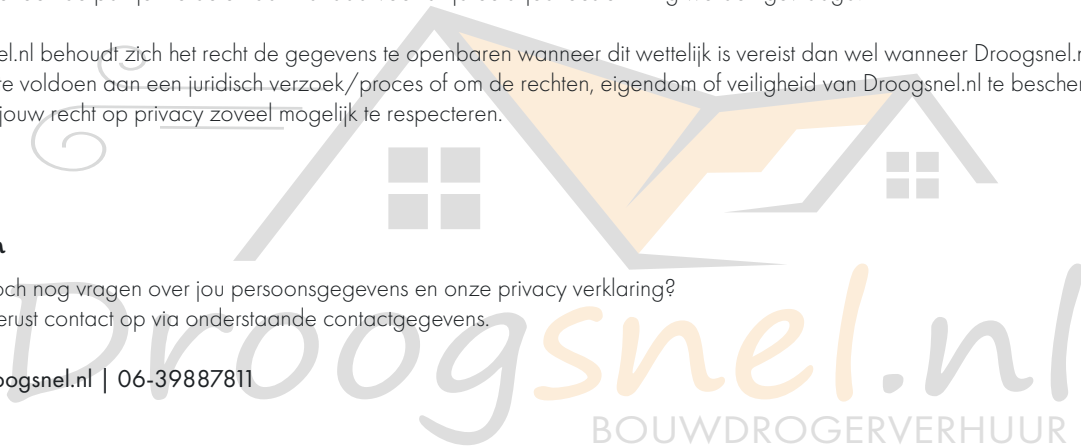 el.nl behoudt zich het recht de gegevens te openbaren wanneer dit wettelijk is vereist dan wel wanneer Droogsnel.n
te voldoen aan een juridisch verzoek/proces of om de rechten, eigendom of veiligheid van Droogsnel.nl te bescher
jouw recht op privacy zoveel mogelijk te respecteren.
och nog vragen over jou persoonsgegevens en onze privacy verklaring?
erust contact op via onderstaande contactgegevens.
oogsnel.nl | 06-39887811
Droogsnel.nl
BOUWDROGERVERHUUR